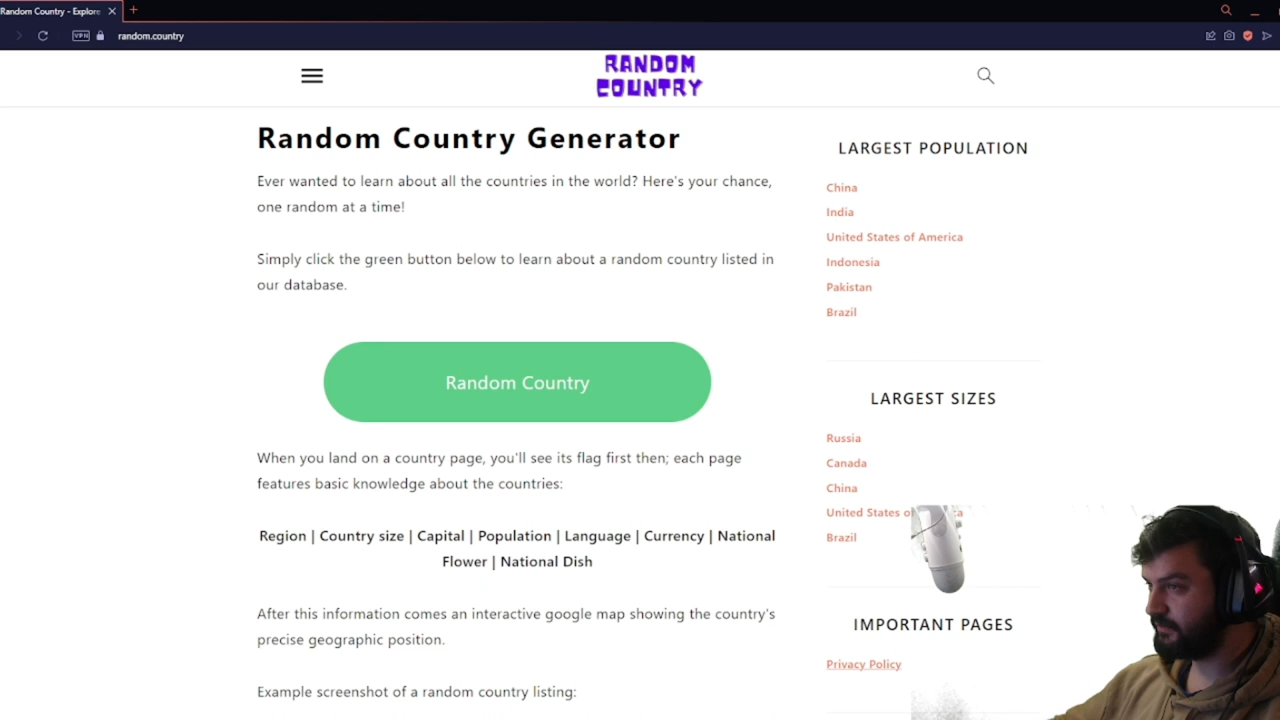 Random Country - Explore
VPN
random.country
RANDOM
COUNTRY
Random Country Generator
Ever wanted to learn about all the countries in the world? Here's your chance,
one random at a time!
Simply click the green button below to learn about a random country listed in
our database.
Random Country
When you land on a country page, you'll see its flag first then; each page
features basic knowledge about the countries:
Region | Country size | Capital | Population | Language | Currency | National
Flower | National Dish
After this information comes an interactive google map showing the country's
precise geographic position.
Example screenshot of a random country listing:
LARGEST POPULATION
China
India
United States of America
Indonesia
Pakistan
Brazil
LARGEST SIZES
Russia
Canada
China
United States
Brazil
IMPORTANT PAGES
Privacy Policy